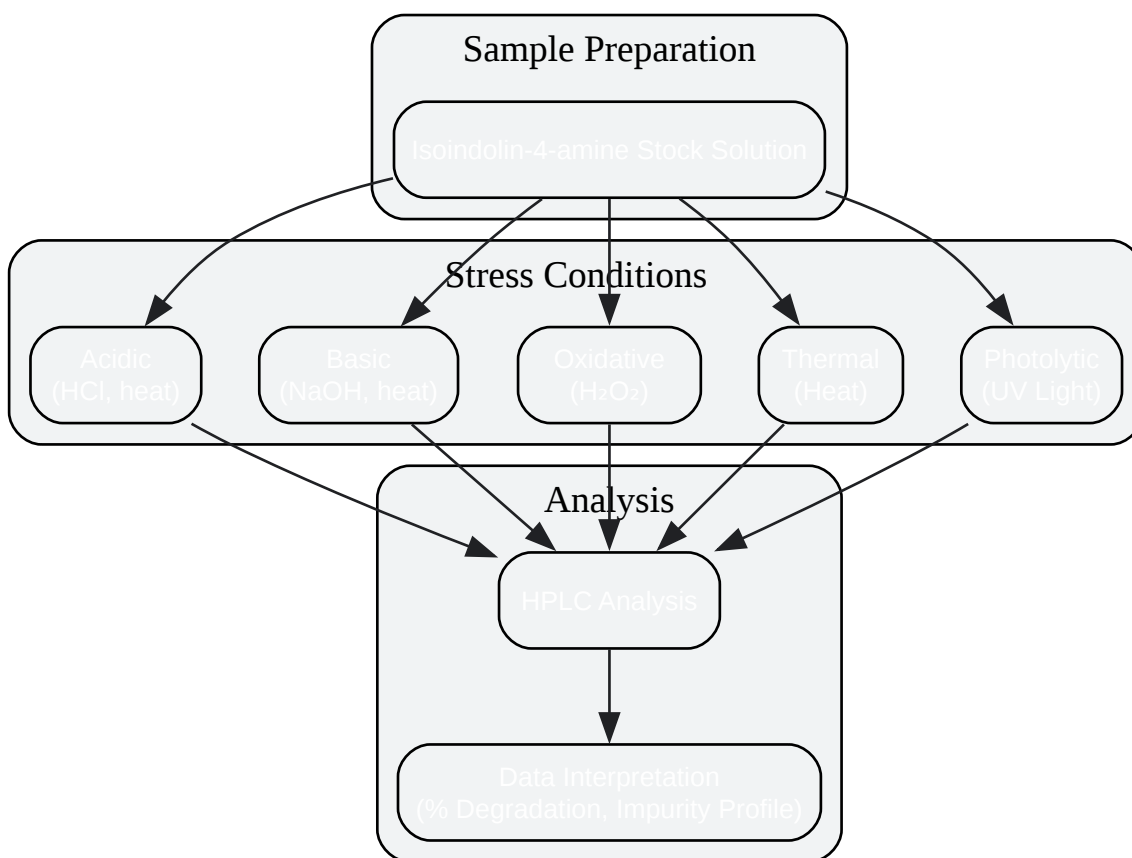 Sample Preparation
Isoindolin-4-amine Stock Solution
Stress Conditions
Acidic
(HCl, heat)
Basic
(NaOH, heat)
Oxidative
(H₂O₂)
Thermal
(Heat)
Photolytic
(UV Light)
Analysis
HPLC Analysis
Data Interpretation
(% Degradation, Impurity Profile)